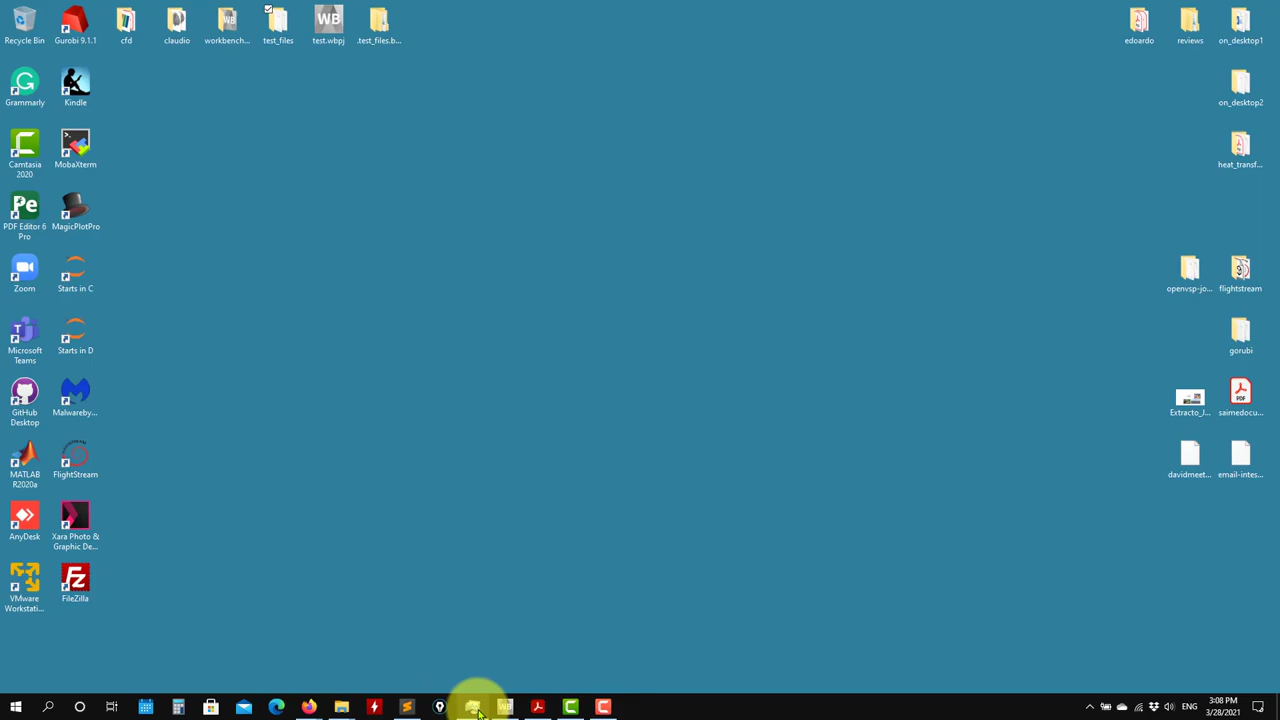 Recycle Bin
Gurobi 9.1.1
cfd
claudio
workbench...
test_files
WB
test.wbpj
.test_files.b...
edoardo
reviews
on_desktop1
Grammarly
Kindle
on_desktop2
Camtasia
2020
MobaXterm
heat_transf...
Pe
PDF Editor 6
Pro
MagicPlotPro
Zoom
Starts in C
openvsp-jo...
flightstream
Microsoft
Teams
Starts in D
gorubi
GitHub
Desktop
Malwareby...
Extracto_J...
PDF
saimedocu...
MATLAB
R2020a
FlightStream
davidmeet...
email-intes...
AnyDesk
Xara Photo &
Graphic De...
VMware
Workstati...
Fz
FileZilla
WB
ENG
3:08 PM
3/28/2021